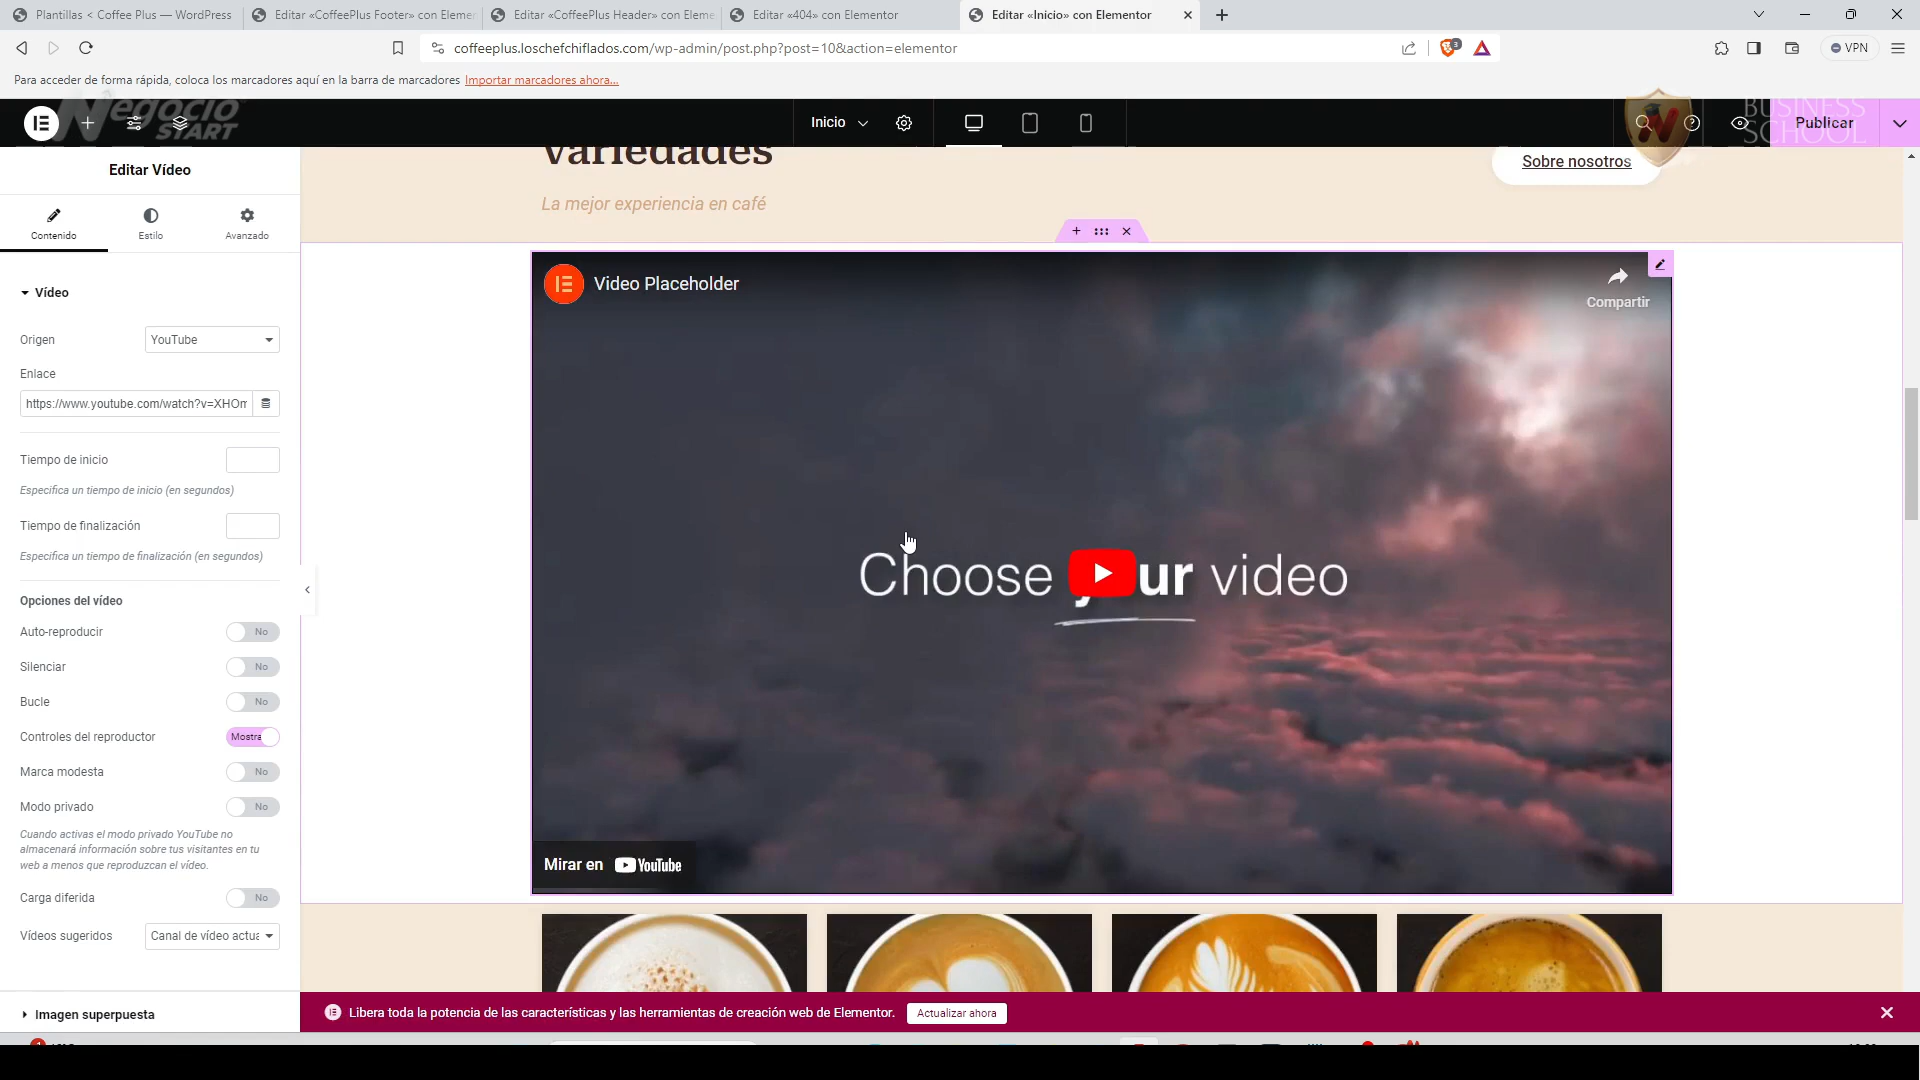 Plantillas < Coffee Plus — WordPress
Editar «CoffeePlus Footer» con Elemen
Editar «CoffeePlus Header» con Eleme
Editar «404» con Elementor
Editar «Inicio» con Elementor
coffeeplus.loschefchiflados.com/wp-admin/post.php?post=10&action=elementor
VPN
Para acceder de forma rápida, coloca los marcadores aquí en la barra de marcadores Importar marcadores ahora...
Negocio
START
Inicio
BUSINESS
SCHOOL
Publicar
Editar Vídeo
Contenido
Estilo
Avanzado
Vídeo
Origen
YouTube
Enlace
https://www.youtube.com/watch?v=XHOm
Tiempo de inicio
Especifica un tiempo de inicio (en segundos)
Tiempo de finalización
Especifica un tiempo de finalización (en segundos)
Opciones del vídeo
Auto-reproducir
No
Silenciar
No
Bucle
No
Controles del reproductor
Mostra
Marca modesta
No
Modo privado
No
Cuando activas el modo privado YouTube no
almacenará información sobre tus visitantes en tu
web a menos que reproduzcan el vídeo.
Carga diferida
No
Vídeos sugeridos
Canal de vídeo actua
Imagen superpuesta
variedades
La mejor experiencia en café
Sobre nosotros
Video Placeholder
Compartir
Choose your video
Mirar en YouTube
Libera toda la potencia de las características y las herramientas de creación web de Elementor.
Actualizar ahora